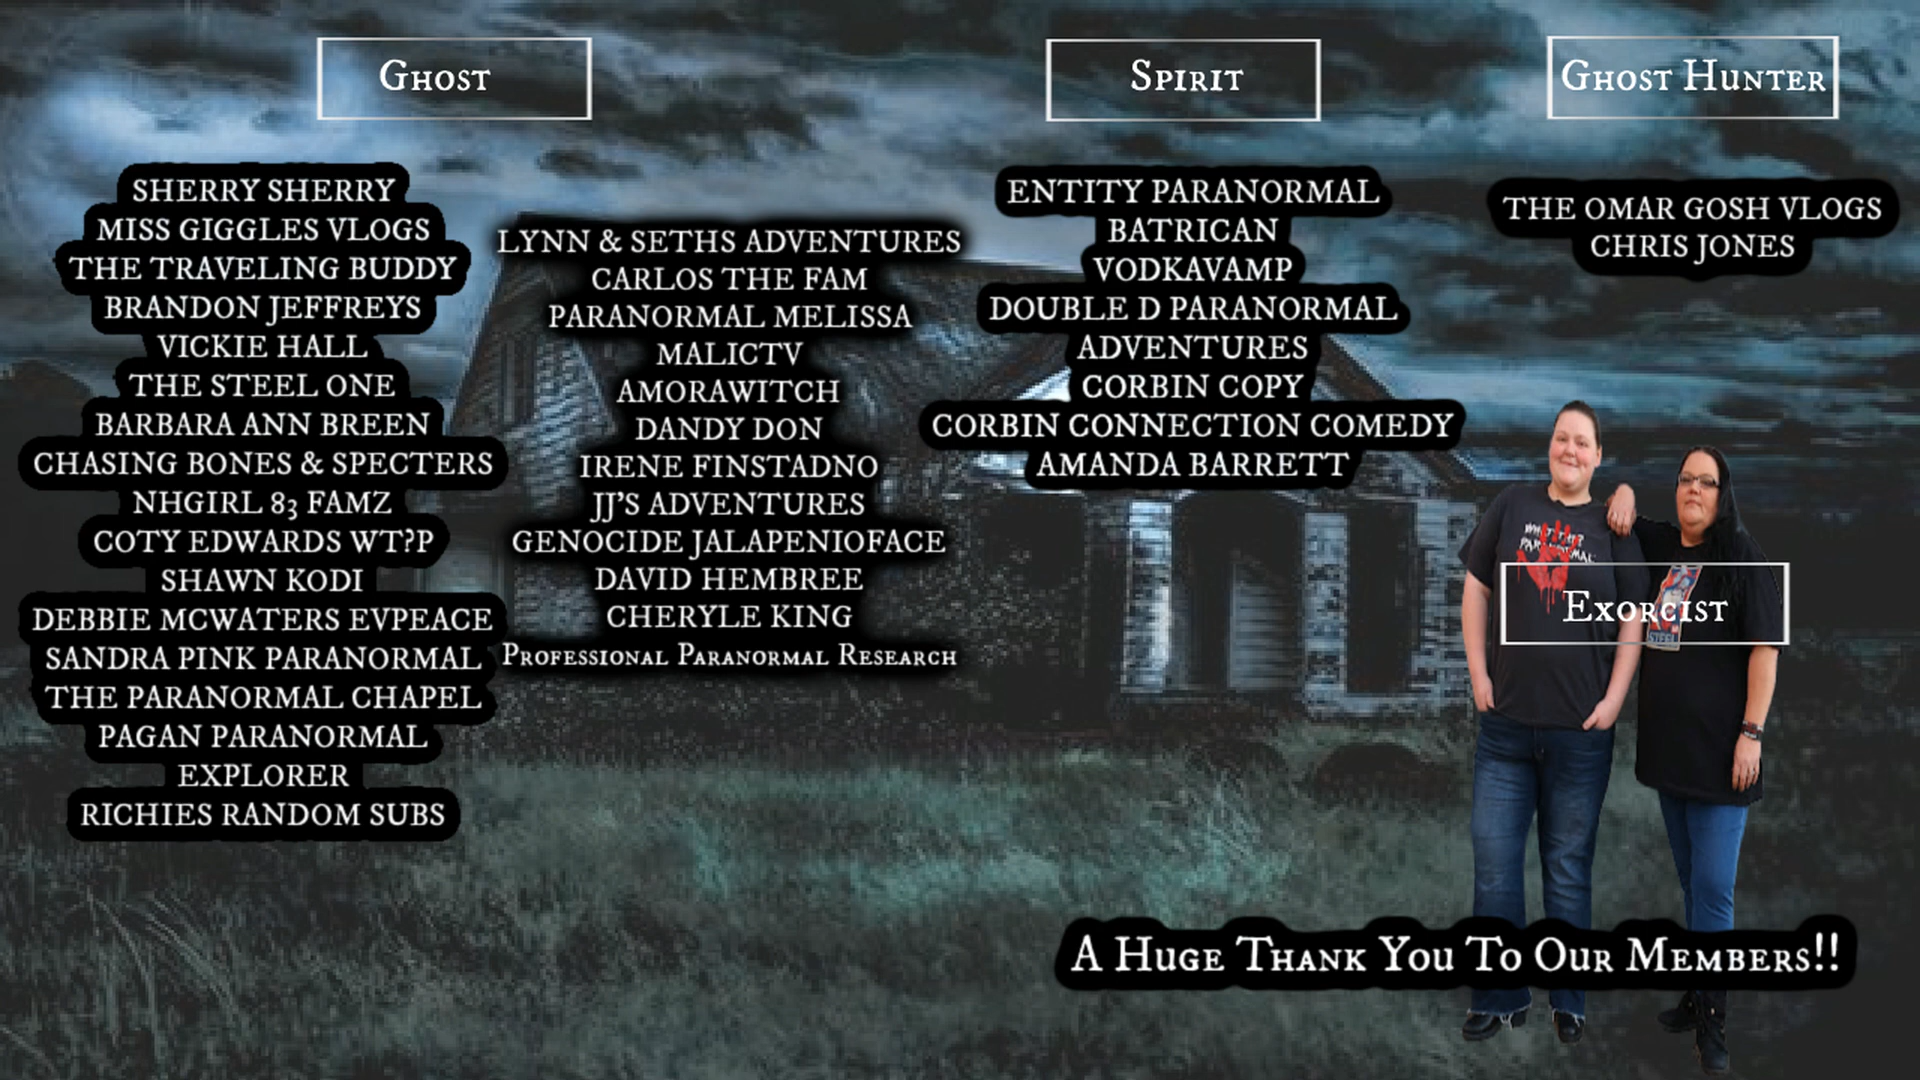 Ghost
SHERRY SHERRY
MISS GIGGLES VLOGS
THE TRAVELING BUDDY
BRANDON JEFFREYS
VICKIE HALL
THE STEEL ONE
BARBARA ANN BREEN
CHASING BONES & SPECTERS
NHGIRL 83 FAMZ
COTY EDWARDS WT?P
SHAWN KODI
DEBBIE MCWATERS EVPEACE
SANDRA PINK PARANORMAL
THE PARANORMAL CHAPEL
PAGAN PARANORMAL
EXPLORER
RICHIES RANDOM SUBS
LYNN & SETHS ADVENTURES
CARLOS THE FAM
PARANORMAL MELISSA
MALICTV
AMORAWITCH
DANDY DON
IRENE FINSTADNO
JJ'S ADVENTURES
GENOCIDE JALAPENIOFACE
DAVID HEMBREE
CHERYLE KING
Professional Paranormal Research
Spirit
ENTITY PARANORMAL
BATRICAN
VODKAVAMP
DOUBLE D PARANORMAL
ADVENTURES
CORBIN COPY
CORBIN CONNECTION COMEDY
AMANDA BARRETT
Ghost Hunter
THE OMAR GOSH VLOGS
CHRIS JONES
Exorcist
A Huge Thank You To Our Members!!